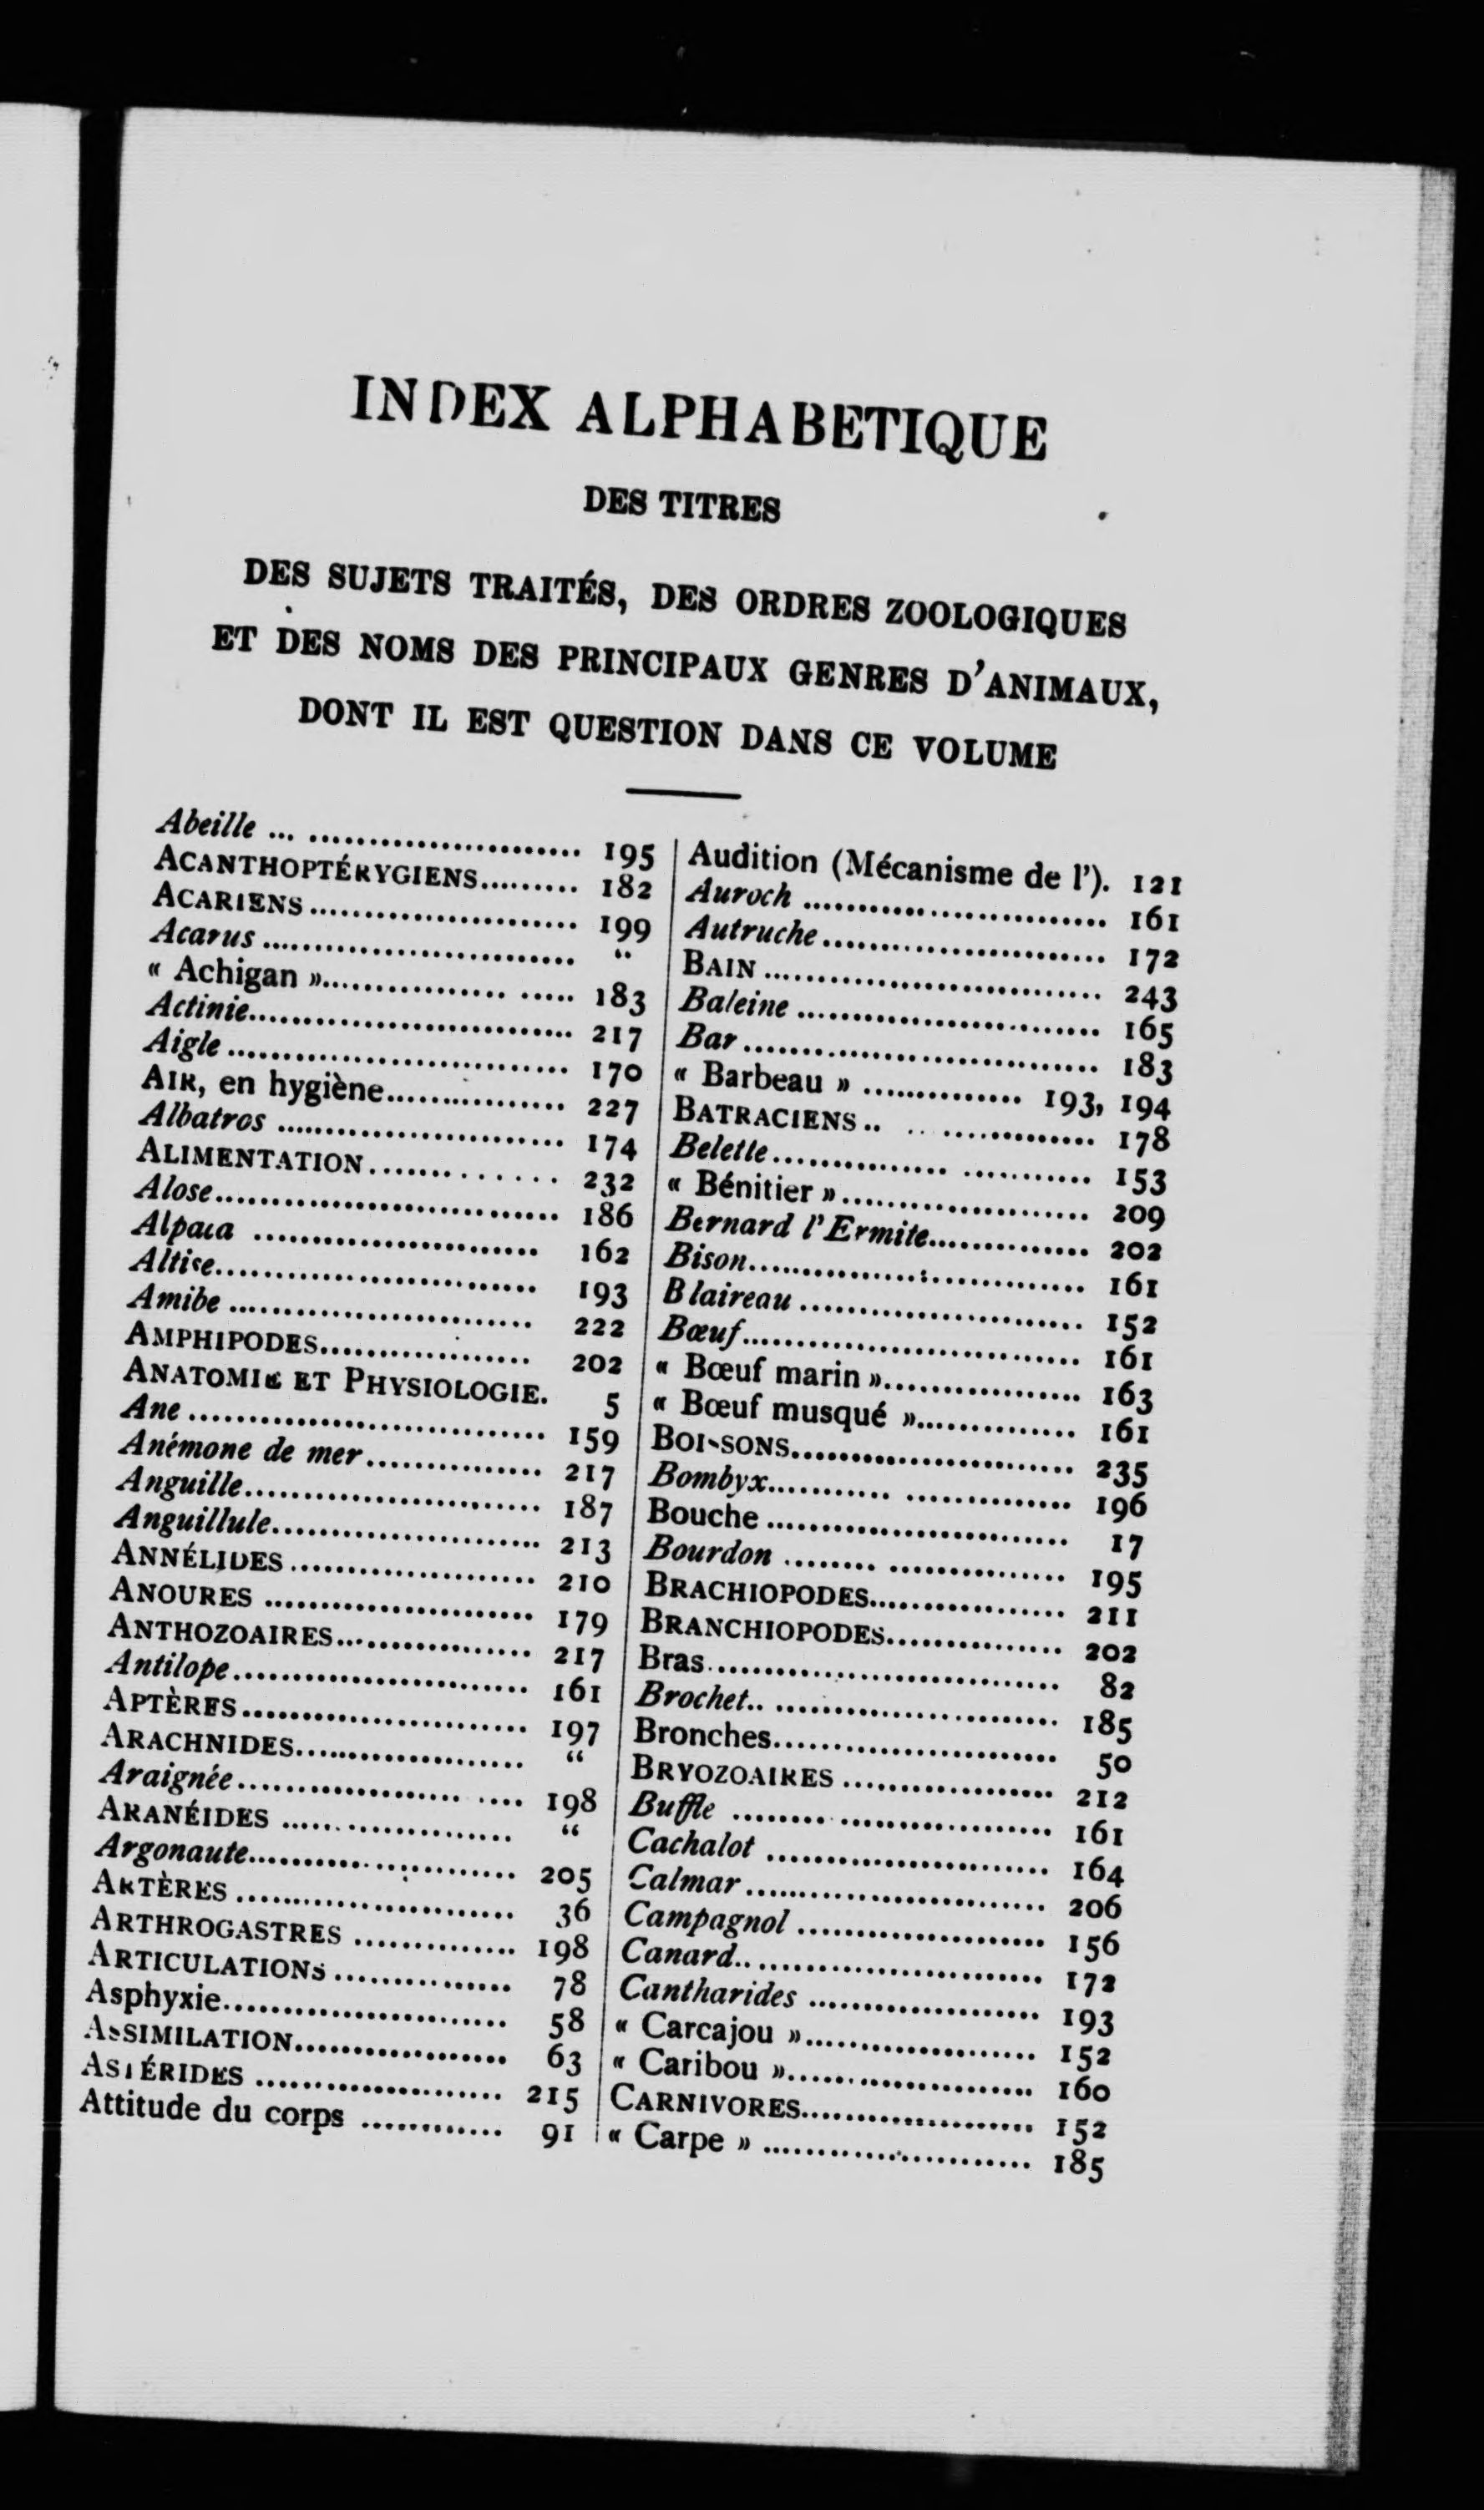 INDEX ALPHABETIQUE
DES TITRES
DES SUJETS TRAITÉS, DES ORDRES ZOOLOGIQUES
ET DES NOMS DES PRINCIPAUX GENRES D'ANIMAUX,
DONT IL EST QUESTION DANS CE VOLUME
Abeille ... ........................ 195
ACANTHOPTÉRYGIENS......... 182
ACARIENS......................... 199
Acarus .............................. “
« Achigan »................. ..... 183
Actinie............................... 217
Aigle ................................. 170
AIR, en hygiène................. 227
Albatros ............................ 174
ALIMENTATION.................. 232
Alose................................. 186
Alpaca ........................... 162
Altise............................... 193
Amibe ............................. 222
AMPHIPODES.................... 202
ANATOMIE ET PHYSIOLOGIE. 5
Ane .................................. 159
Anémone de mer............... 217
Anguille............................ 187
Anguillule......................... 213
ANNÉLIDES....................... 210
ANOURES ......................... 179
ANTHOZOAIRES................. 217
Antilope............................ 161
APTÈRES........................... 197
ARACHNIDES..................... “
Araignée..................... .... 198
ARANÉIDES ...................... “
Argonaute......................... 205
ARTÈRES .......................... 36
ARTHROGASTRES .............. 198
ARTICULATIONS................ 78
Asphyxie........................... 58
ASSIMILATION................... 63
ASTÉRIDES ...................... 215
Attitude du corps ............ 91
Audition (Mécanisme de l'). 121
Auroch ............................. 161
Autruche........................... 172
BAIN ................................ 243
Baleine ............................. 165
Bar................................... 183
« Barbeau » ............... 193, 194
BATRACIENS.. .. ............... 178
Belette................ ............ 153
« Bénitier »........................ 209
Bernard l'Ermite............... 202
Bison................................ 161
Blaireau ........................... 152
Bœuf................................ 161
« Bœuf marin ».................. 163
« Bœuf musqué »............... 161
BOISSONS.......................... 235
Bombyx............ ............... 196
Bouche ............................. 17
Bourdon ......... ................ 195
BRACHIOPODES................. 211
BRANCHIOPODES................ 202
Bras.................................. 82
Brochet.. .......................... 185
Bronches........................... 50
BRYOZOAIRES ................... 212
Buffle ......... .................... 161
Cachalot .......................... 164
Calmar............................. 206
Campagnol ....................... 156
Canard............................. 172
Cantharides ..................... 193
« Carcajou »...................... 152
« Caribou »....................... 160
CARNIVORES..................... 152
« Carpe » ......................... 185